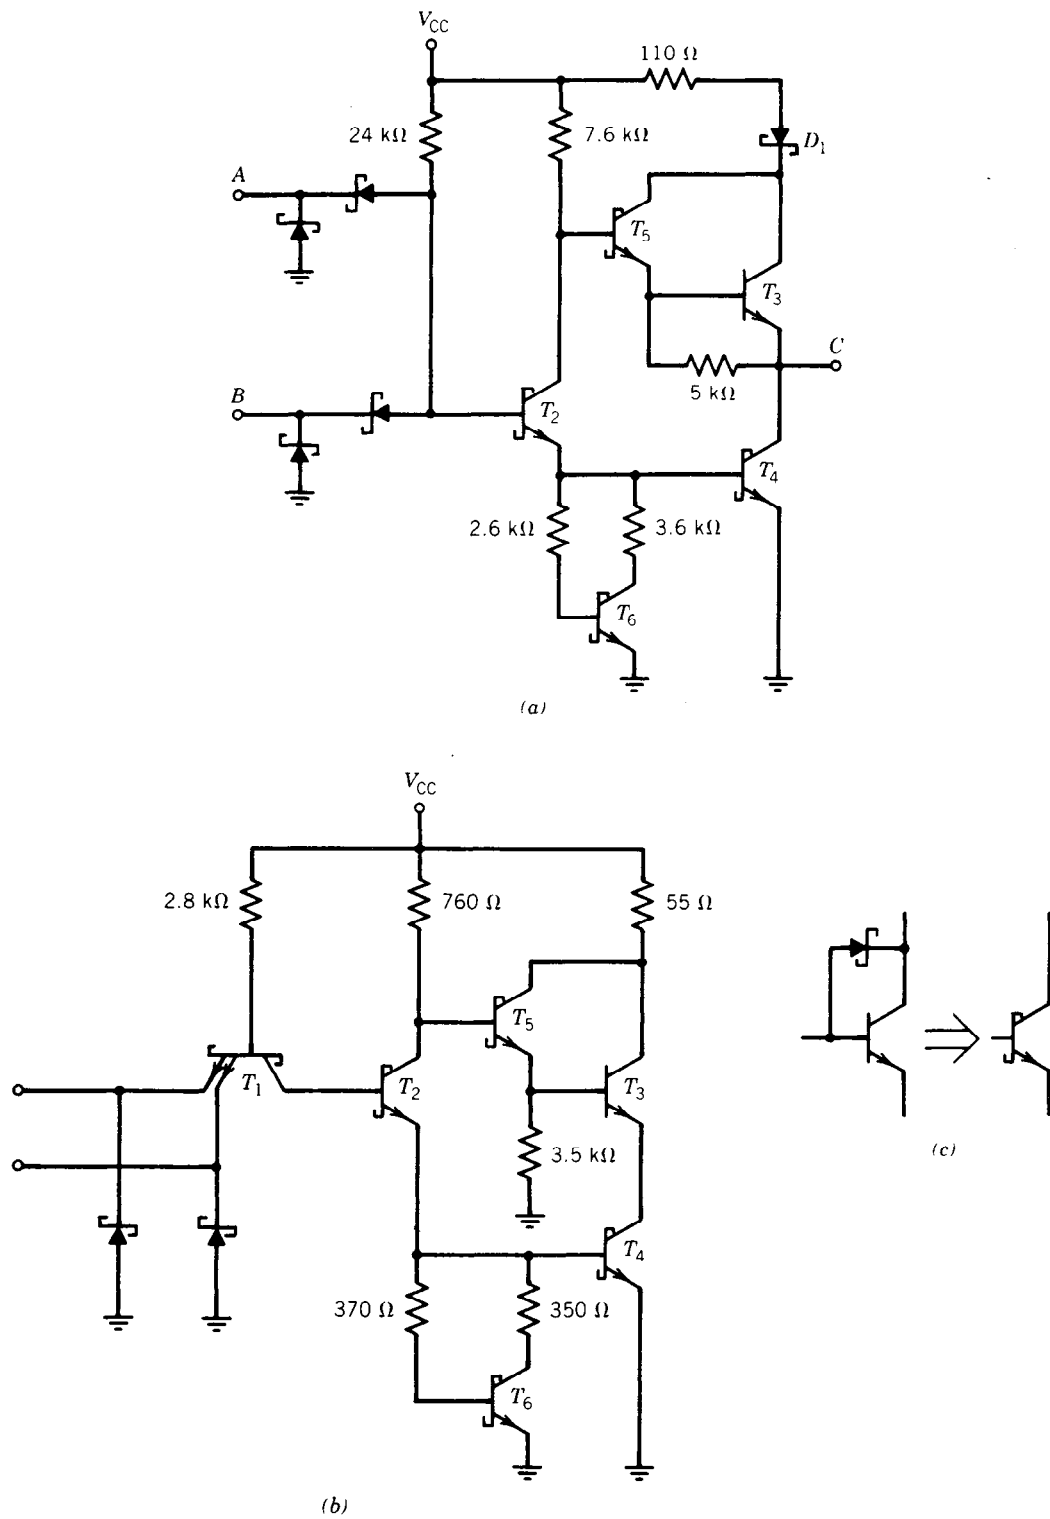 V_CC
110 Ω
24 kΩ
7.6 kΩ
D_1
A
T_5
T_3
C
5 kΩ
B
T_2
T_4
2.6 kΩ
3.6 kΩ
T_6
(a)
V_CC
2.8 kΩ
760 Ω
55 Ω
T_5
T_1
T_2
T_3
3.5 kΩ
(c)
T_4
370 Ω
350 Ω
T_6
(b)